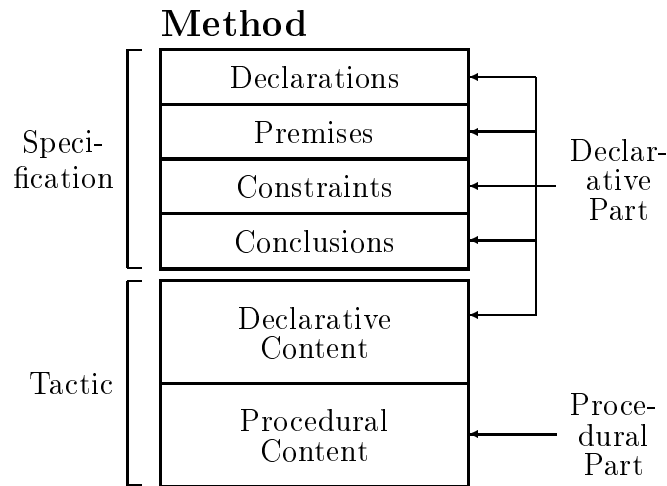 Method
Declarations
Premises
Constraints
Conclusions
Speci-
fication
Declar-
ative
Part
Declarative
Content
Procedural
Content
Tactic
Proce-
dural
Part